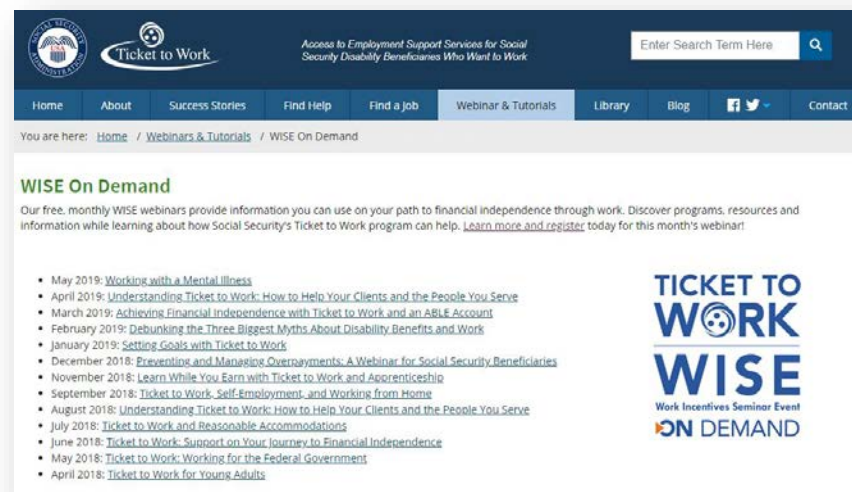 SOCIAL SECURITY
USA
ADMINISTRATION
Ticket to Work
Access to Employment Support Services for Social
Security Disability Beneficiaries Who Want to Work
Enter Search Term Here
Home About Success Stories Find Help Find a Job Webinar & Tutorials Library Blog Contact
You are here: Home / Webinars & Tutorials / WISE On Demand
WISE On Demand
Our free, monthly WISE webinars provide information you can use on your path to financial independence through work. Discover programs, resources and
information while learning about how Social Security's Ticket to Work program can help. Learn more and register today for this month's webinar!
• May 2019: Working with a Mental Illness
• April 2019: Understanding Ticket to Work: How to Help Your Clients and the People You Serve
• March 2019: Achieving Financial Independence with Ticket to Work and an ABLE Account
• February 2019: Debunking the Three Biggest Myths About Disability Benefits and Work
• January 2019: Setting Goals with Ticket to Work
• December 2018: Preventing and Managing Overpayments: A Webinar for Social Security Beneficiaries
• November 2018: Learn While You Earn with Ticket to Work and Apprenticeship
• September 2018: Ticket to Work, Self-Employment, and Working from Home
• August 2018: Understanding Ticket to Work: How to Help Your Clients and the People You Serve
• July 2018: Ticket to Work and Reasonable Accommodations
• June 2018: Ticket to Work: Support on Your Journey to Financial Independence
• May 2018: Ticket to Work: Working for the Federal Government
• April 2018: Ticket to Work for Young Adults
TICKET TO
WORK
WISE
Work Incentives Seminar Event
ON DEMAND